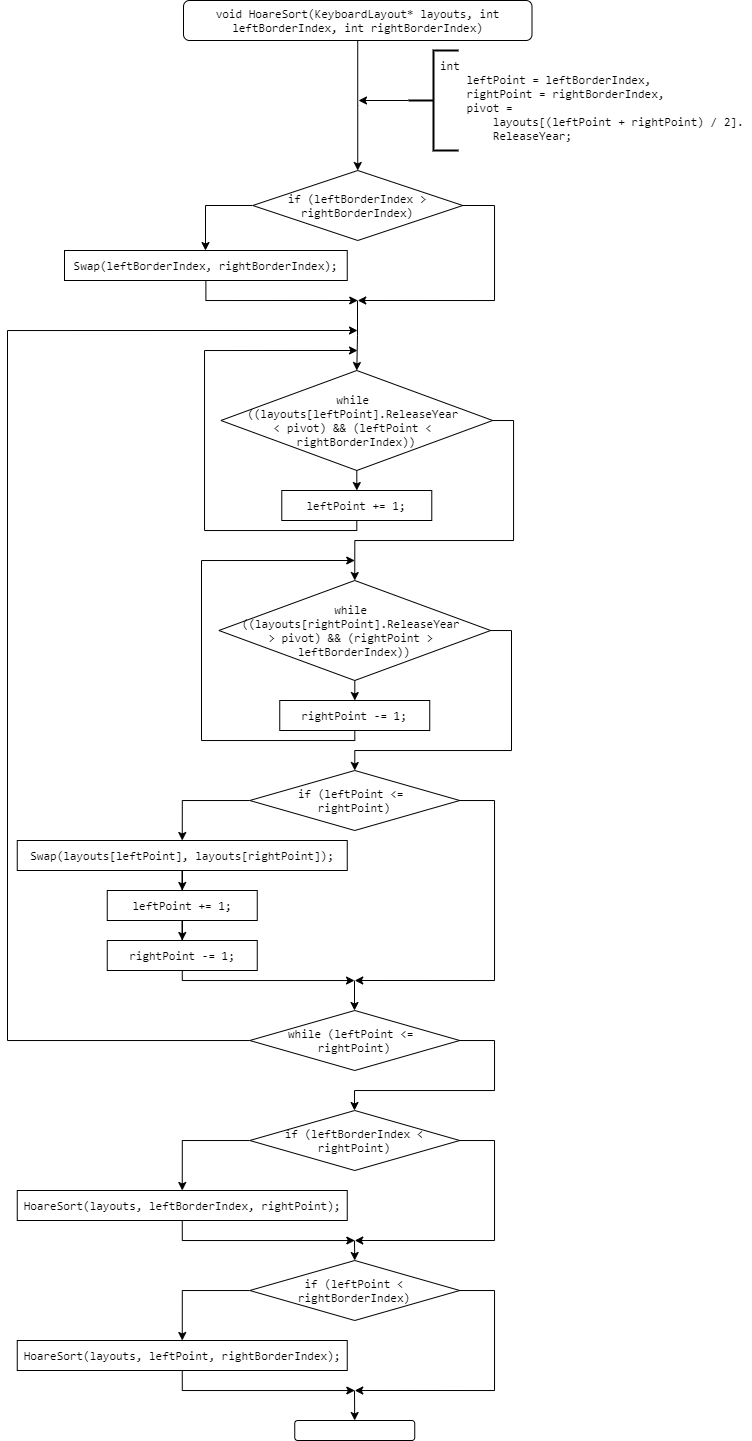 void HoareSort(KeyboardLayout* layouts, int
leftBorderIndex, int rightBorderIndex)
int
leftPoint = leftBorderIndex,
rightPoint = rightBorderIndex,
pivot =
layouts[(leftPoint + rightPoint) / 2].
ReleaseYear;
if (leftBorderIndex >
rightBorderIndex)
Swap(leftBorderIndex, rightBorderIndex);
while
((layouts[leftPoint].ReleaseYear
< pivot) && (leftPoint <
rightBorderIndex))
leftPoint += 1;
while
((layouts[rightPoint].ReleaseYear
> pivot) && (rightPoint >
leftBorderIndex))
rightPoint -= 1;
if (leftPoint <=
rightPoint)
Swap(layouts[leftPoint], layouts[rightPoint]);
leftPoint += 1;
rightPoint -= 1;
while (leftPoint <=
rightPoint)
if (leftBorderIndex <
rightPoint)
HoareSort(layouts, leftBorderIndex, rightPoint);
if (leftPoint <
rightBorderIndex)
HoareSort(layouts, leftPoint, rightBorderIndex);